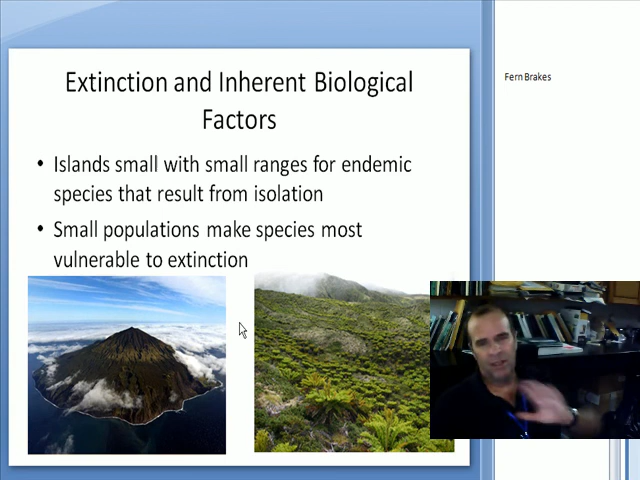 Extinction and Inherent Biological
Factors
• Islands small with small ranges for endemic
species that result from isolation
• Small populations make species most
vulnerable to extinction
Fern Brakes